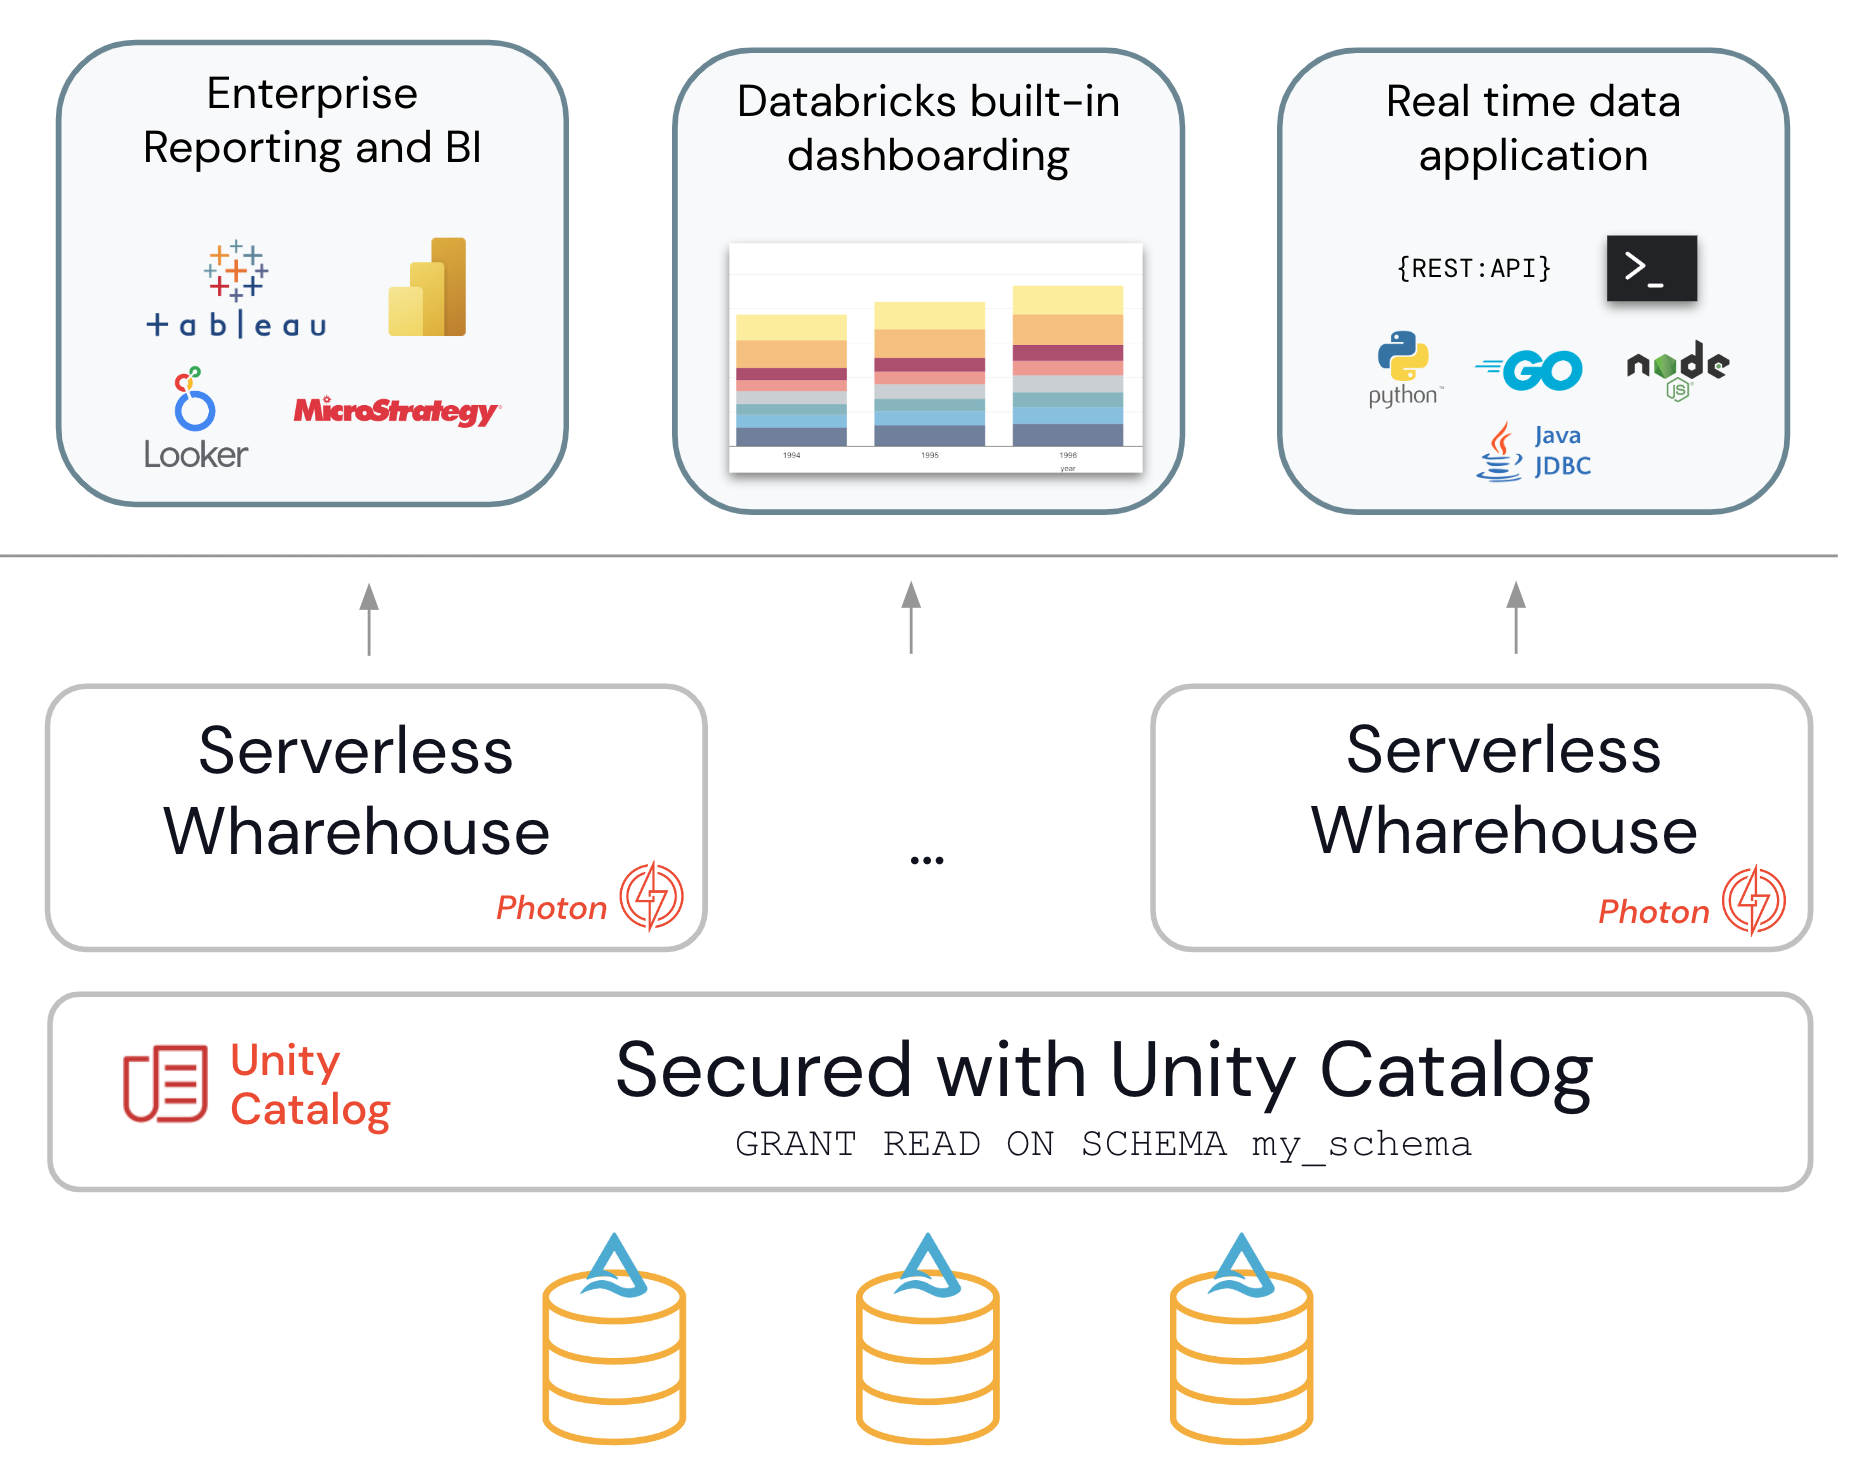 Enterprise
Reporting and BI
+ableau
Looker
MicroStrategy
Databricks built-in
dashboarding
1994
1995
1996
year
Real time data
application
{REST:API}
>_
python™
GO
node
JS
Java
JDBC
Serverless
Wharehouse
Photon
...
Serverless
Wharehouse
Photon
Unity
Catalog
Secured with Unity Catalog
GRANT READ ON SCHEMA my_schema